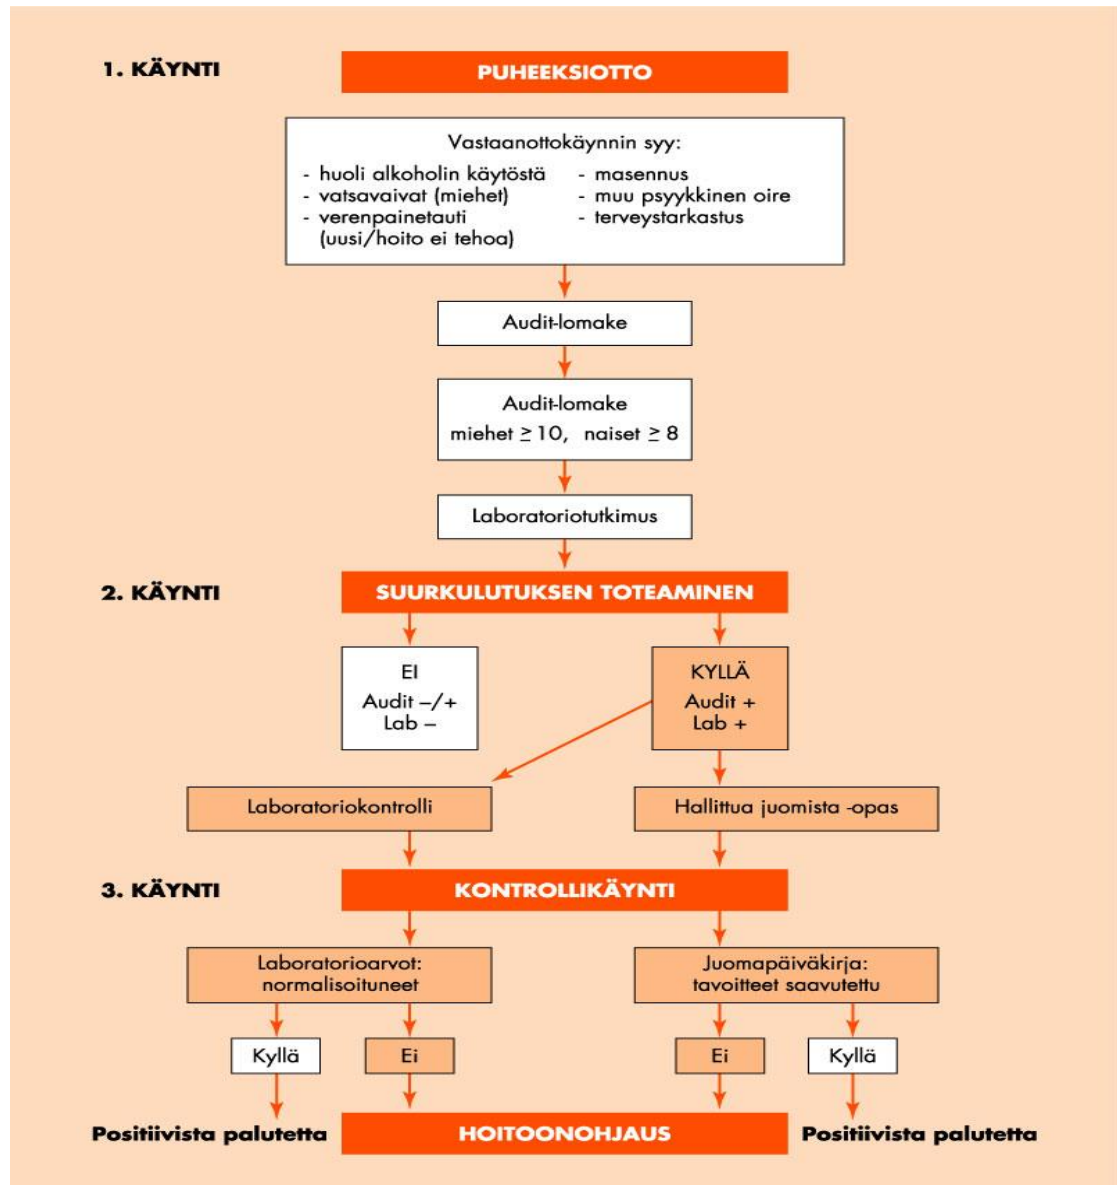 1. KÄYNTI
PUHEEKSIOTTO
Vastaanottokäynnin syy:
- huoli alkoholin käytöstä
- vatsavaivat (miehet)
- verenpainetauti
(uusi/hoito ei tehoa)
- masennus
- muu psyykkinen oire
- terveystarkastus
Audit-lomake
Audit-lomake
miehet ≥ 10, naiset ≥ 8
Laboratoriotutkimus
2. KÄYNTI
SUURKULUTUKSEN TOTEAMINEN
EI
Audit –/+
Lab –
KYLLÄ
Audit +
Lab +
Laboratoriokontrolli
Hallittua juomista -opas
3. KÄYNTI
KONTROLLIKÄYNTI
Laboratorioarvot:
normalisoituneet
Juomapäiväkirja:
tavoitteet saavutettu
Kyllä
Ei
Ei
Kyllä
Positiivista palutetta
HOITOONOHJAUS
Positiivista palutetta